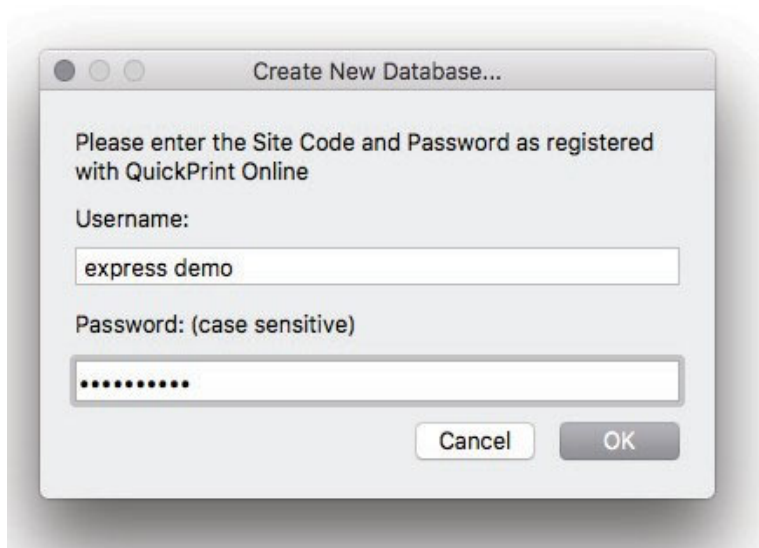 Create New Database...
Please enter the Site Code and Password as registered
with QuickPrint Online
Username:
express demo
Password: (case sensitive)
••••••••••
Cancel OK